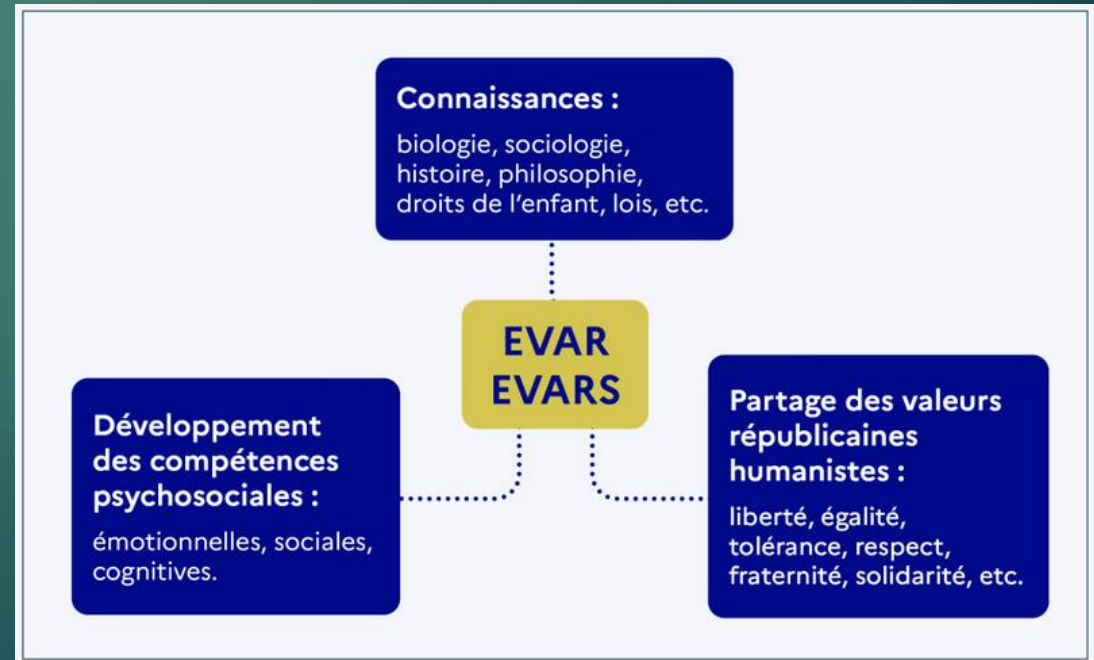 Connaissances :
biologie, sociologie,
histoire, philosophie,
droits de l'enfant, lois, etc.
EVAR
EVARS
Développement
des compétences
psychosociales :
émotionnelles, sociales,
cognitives.
Partage des valeurs
républicaines
humanistes :
liberté, égalité,
tolérance, respect,
fraternité, solidarité, etc.